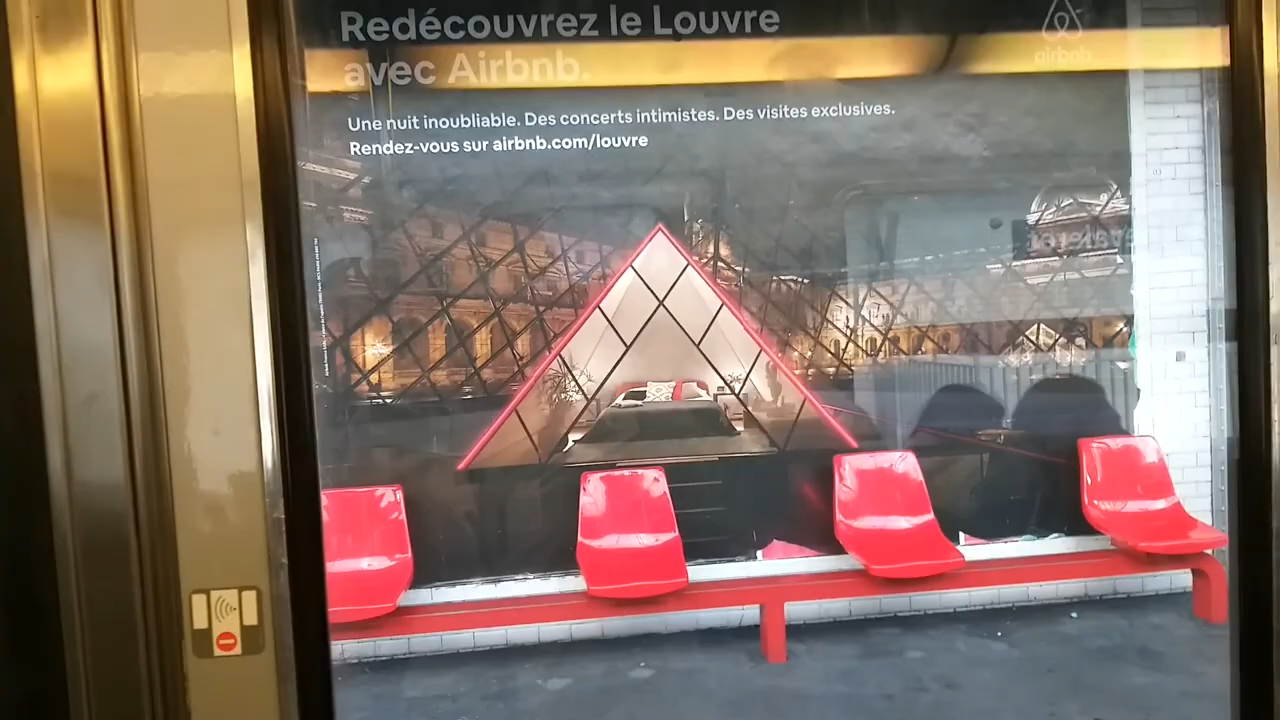 Redécouvrez le Louvre
avec Airbnb.
airbnb
Une nuit inoubliable. Des concerts intimistes. Des visites exclusives.
Rendez-vous sur airbnb.com/louvre